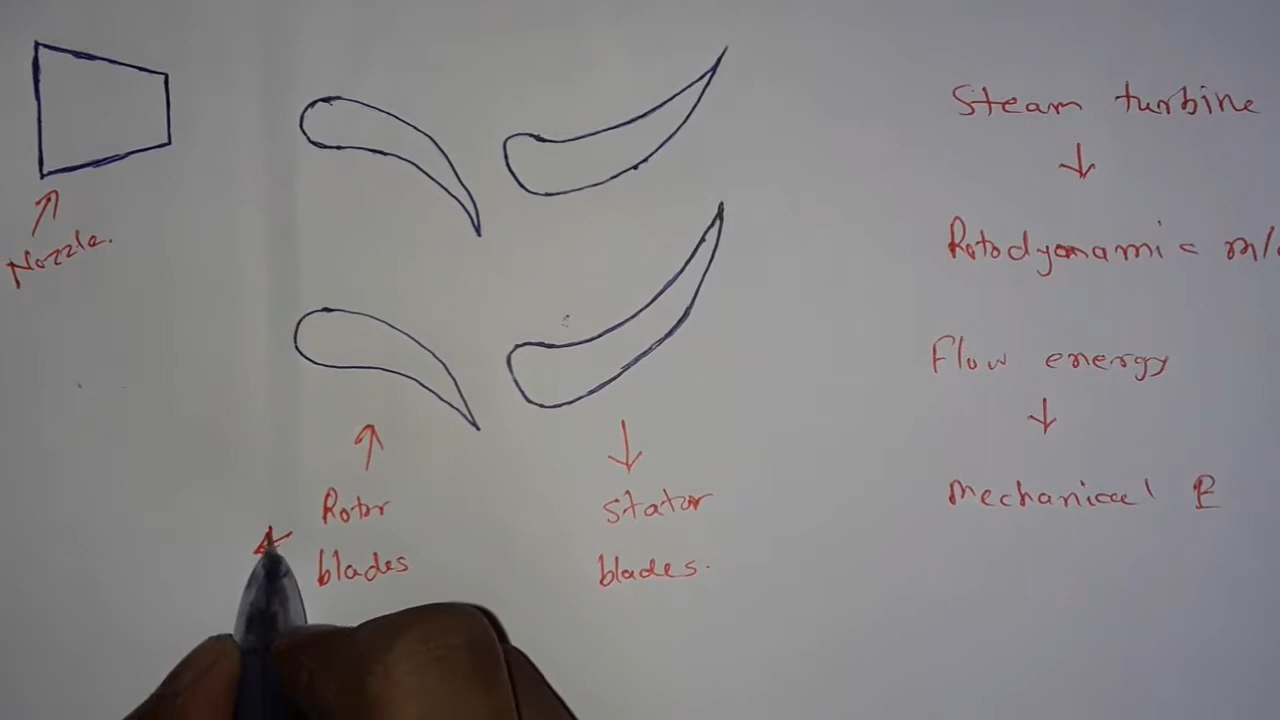 Nozzle.
Rotor
blades
stator
blades.
Steam turbine
Rotodynamic m/c
Flow energy
Mechanical E